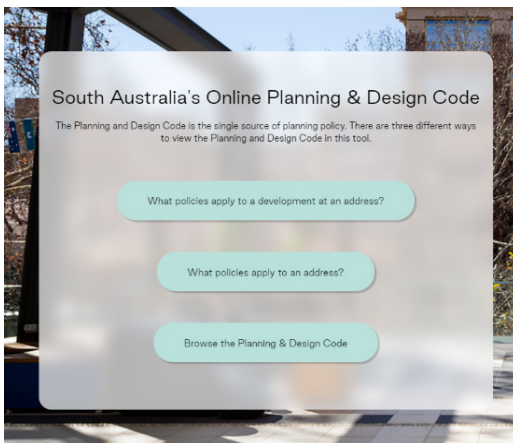 South Australia's Online Planning & Design Code
The Planning and Design Code is the single source of planning policy. There are three different ways
to view the Planning and Design Code in this tool.
What policies apply to a development at an address?
What policies apply to an address?
Browse the Planning & Design Code